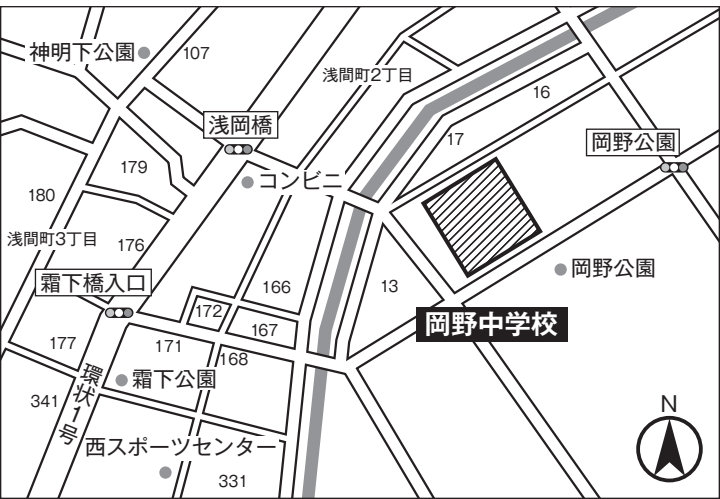 神明下公園
107
浅間町2丁目
16
浅岡橋
17
岡野公園
179
コンビニ
180
浅間町3丁目
176
岡野公園
霜下橋入口
166
13
172
167
岡野中学校
177
171
168
環状1号
霜下公園
341
N
西スポーツセンター
331